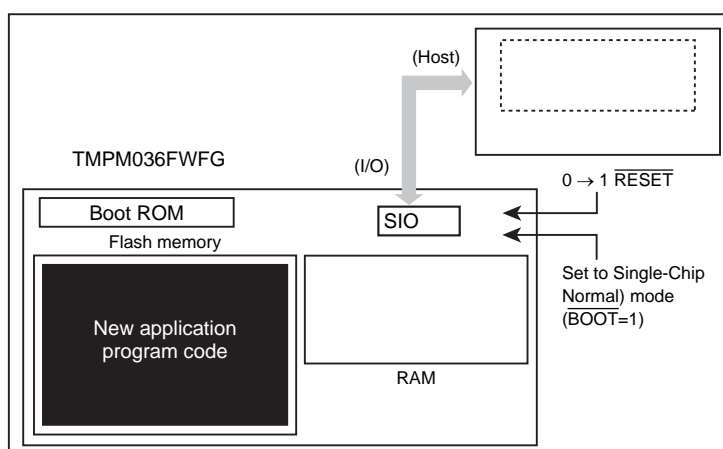 (Host)
TMPM036FWFG
(I/O)
0 → 1 RESET
Boot ROM
SIO
Flash memory
Set to Single-Chip
Normal) mode
(BOOT=1)
New application
program code
RAM